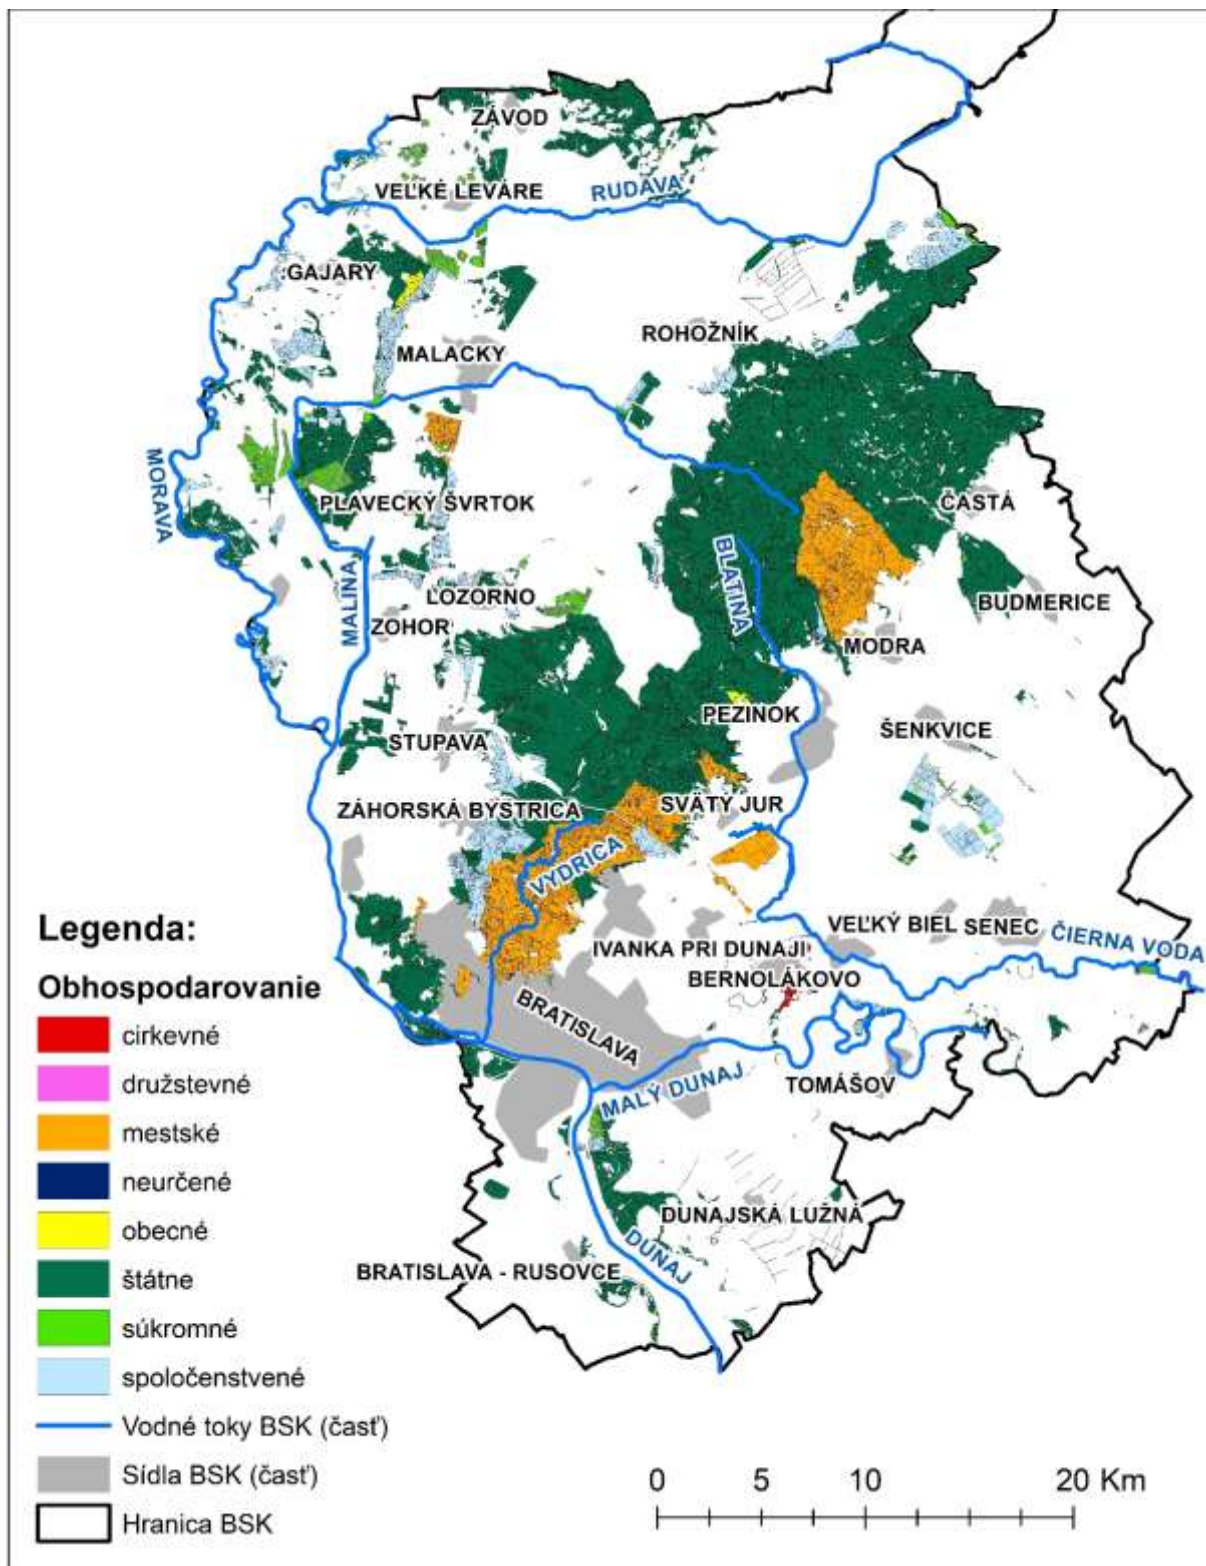 ZÁVOD
VEĽKÉ LEVÁRE
RUDAVA
GAJARY
ROHOŽNÍK
MALACKY
MORAVA
PLAVECKÝ ŠVRTOK
ČASTÁ
BLATINA
MALINA
LOZORNO
BUDMERICE
ZOHOR
MODRA
PEZINOK
ŠENKVICE
STUPAVA
ZÁHORSKÁ BYSTRICA
SVÄTÝ JUR
VYDRICA
VEĽKÝ BIEL
SENEC
ČIERNA VODA
IVANKA PRI DUNAJI
BERNOLÁKOVO
BRATISLAVA
MALÝ DUNAJ
TOMÁŠOV
DUNAJSKÁ LUŽNÁ
DUNAJ
BRATISLAVA - RUSOVCE
Legenda:
Obhospodarovanie
cirkevné
družstevné
mestské
neurčené
obecné
štátne
súkromné
spoločenstvené
Vodné toky BSK (časť)
Sídla BSK (časť)
Hranica BSK
0 5 10 20 Km